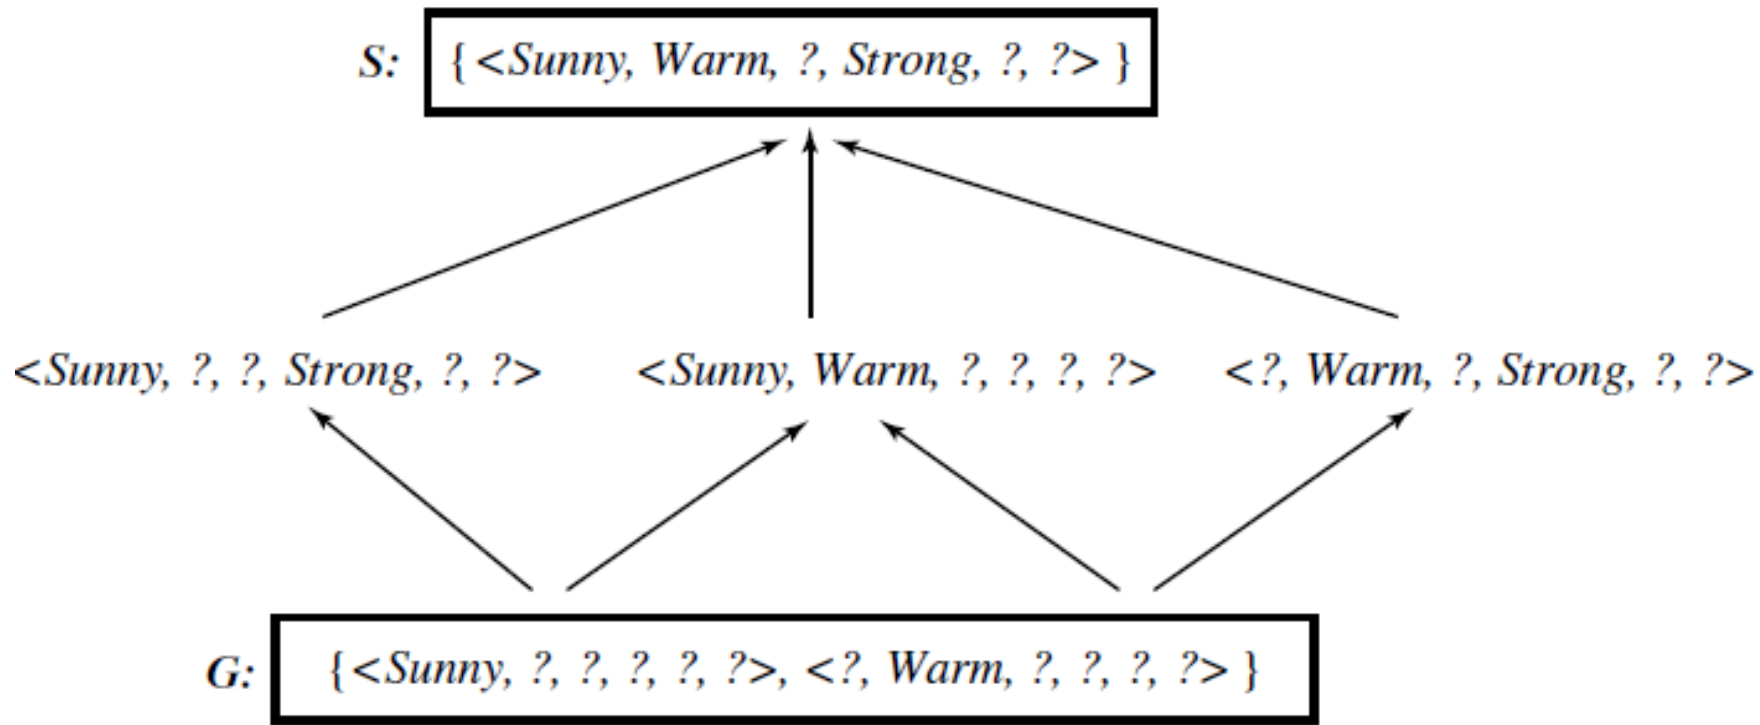 S: { <Sunny, Warm, ?, Strong, ?, ?> }
<Sunny, ?, ?, Strong, ?, ?> <Sunny, Warm, ?, ?, ?, ?> <?, Warm, ?, Strong, ?, ?>
G: { <Sunny, ?, ?, ?, ?, ?>, <?, Warm, ?, ?, ?, ?> }